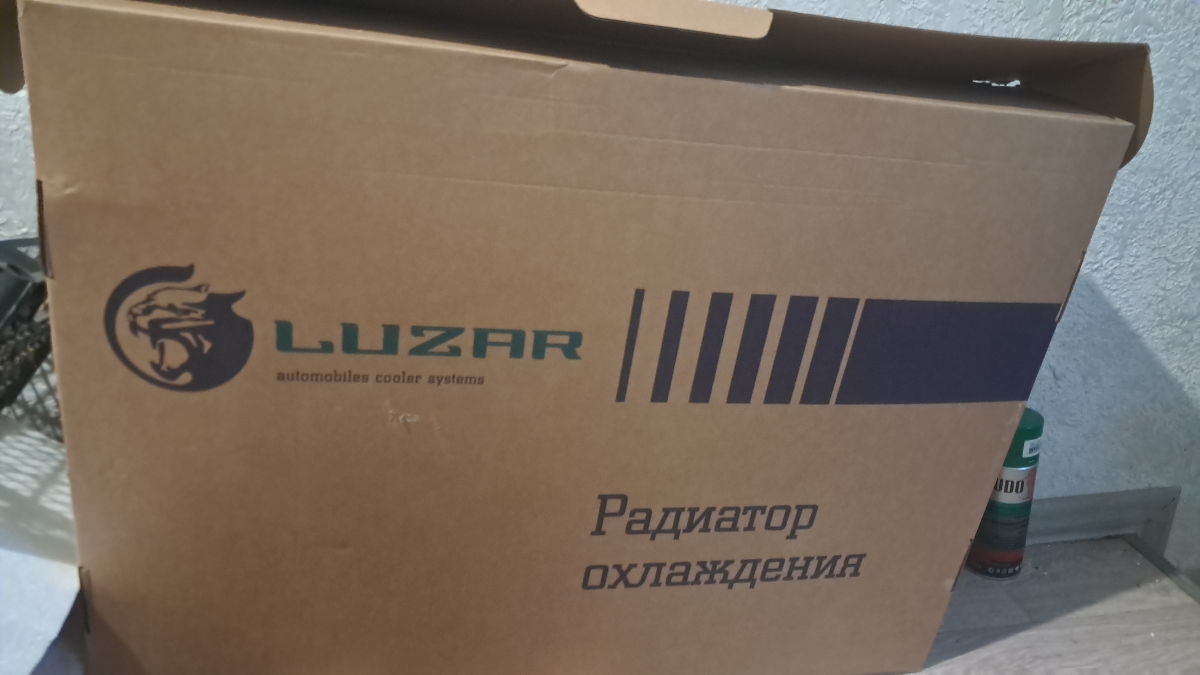 LUZAR
automobiles cooler systems
Радиатор
охлаждения